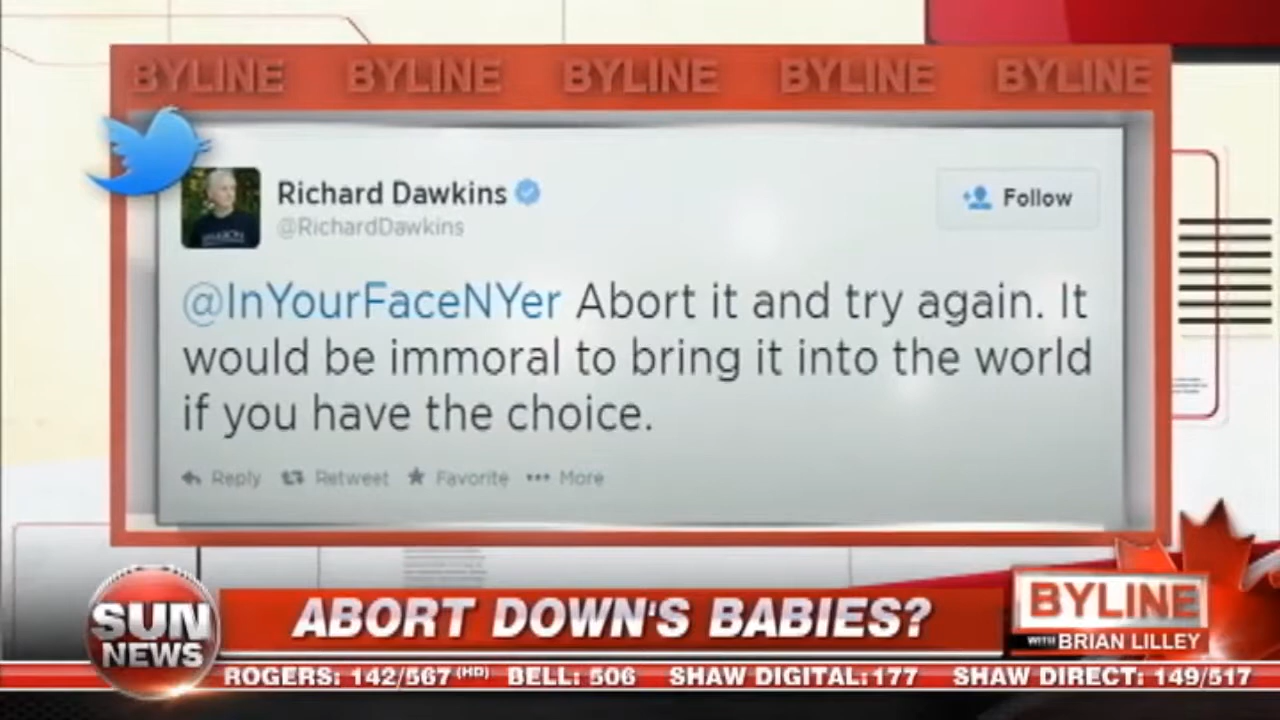 BYLINE BYLINE BYLINE BYLINE BYLINE
Richard Dawkins
@RichardDawkins
Follow
@InYourFaceNYer Abort it and try again. It
would be immoral to bring it into the world
if you have the choice.
Reply Retweet Favorite More
SUN
NEWS
ABORT DOWN'S BABIES?
BYLINE
WITH BRIAN LILLEY
ROGERS: 142/567 (HD) BELL: 506 SHAW DIGITAL: 177 SHAW DIRECT: 149/517